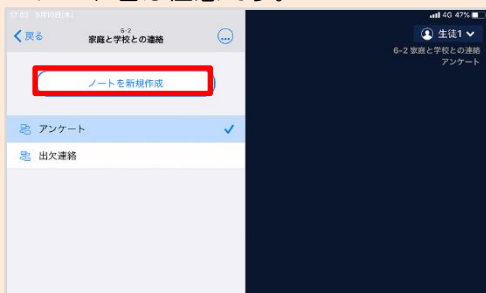 4G 47%
戻る
6-2
家庭と学校との連絡
生徒1
6-2 家庭と学校との連絡
アンケート
ノートを新規作成
アンケート
出欠連絡